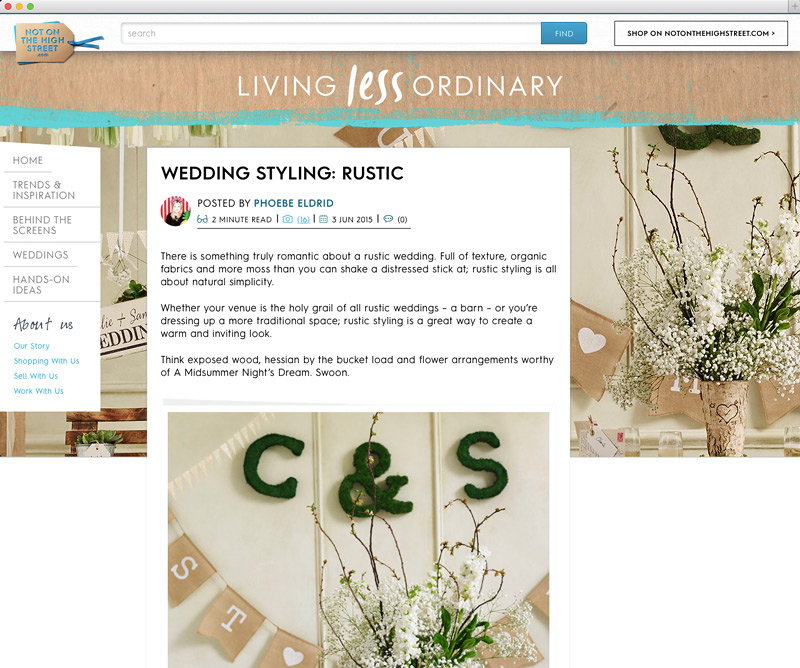 NOT ON
THE HIGH
STREET
.com
search
FIND
SHOP ON NOTONTHEHIGHSTREET.COM >
LIVING less ORDINARY
HOME
TRENDS &
INSPIRATION
BEHIND THE
SCREENS
WEDDINGS
HANDS-ON
IDEAS
About us
Our Story
Shopping With Us
Sell With Us
Work With Us
WEDDING STYLING: RUSTIC
POSTED BY PHOEBE ELDRID
2 MINUTE READ | (16) | 3 JUN 2015 | (0)
There is something truly romantic about a rustic wedding. Full of texture, organic
fabrics and more moss than you can shake a distressed stick at; rustic styling is all
about natural simplicity.
Whether your venue is the holy grail of all rustic weddings – a barn – or you're
dressing up a more traditional space; rustic styling is a great way to create a
warm and inviting look.
Think exposed wood, hessian by the bucket load and flower arrangements worthy
of A Midsummer Night's Dream. Swoon.
C & S
S T